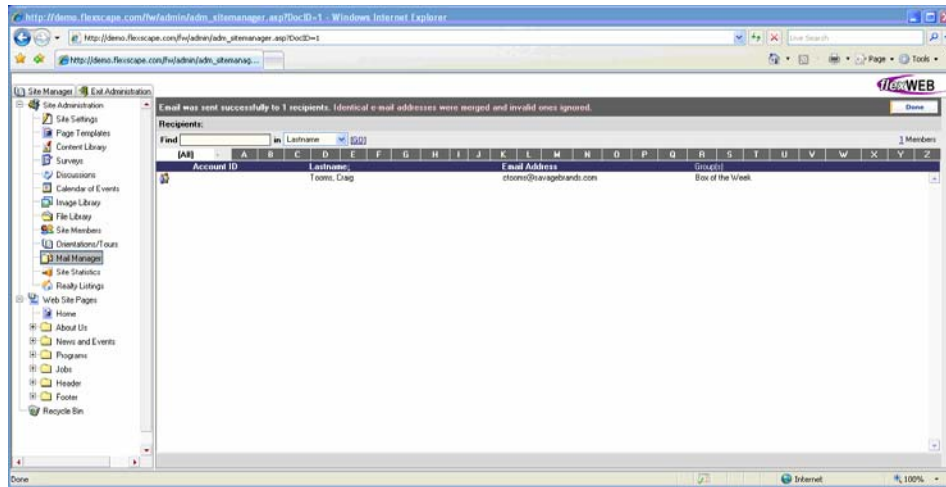 http://demo.flexscape.com/fw/admin/adm_sitemanager.asp?DocID=1 - Windows Internet Explorer
http://demo.flexscape.com/fw/admin/adm_sitemanager.asp?DocID=1
Live Search
http://demo.flexscape.com/fw/admin/adm_sitemanag...
Page
Tools
Site Manager
Exit Administration
flexWEB
Site Administration
Site Settings
Page Templates
Content Library
Surveys
Discussions
Calendar of Events
Image Library
File Library
Site Members
Orientations/Tours
Mail Manager
Site Statistics
Realty Listings
Web Site Pages
Home
About Us
News and Events
Programs
Jobs
Header
Footer
Recycle Bin
Email was sent successfully to 1 recipients. Identical e-mail addresses were merged and invalid ones ignored.
Done
Recipients:
Find in Lastname [GO]
1 Members
[All] A B C D E F G H I J K L M N O P Q R S T U V W X Y Z
Account ID Lastname Email Address Group(s)
Tooms, Craig ctooms@savagebrands.com Box of the Week
Done
Internet
100%